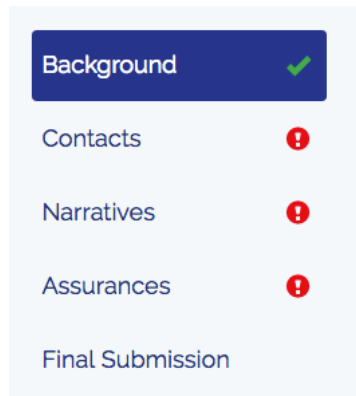 Background
Contacts
Narratives
Assurances
Final Submission